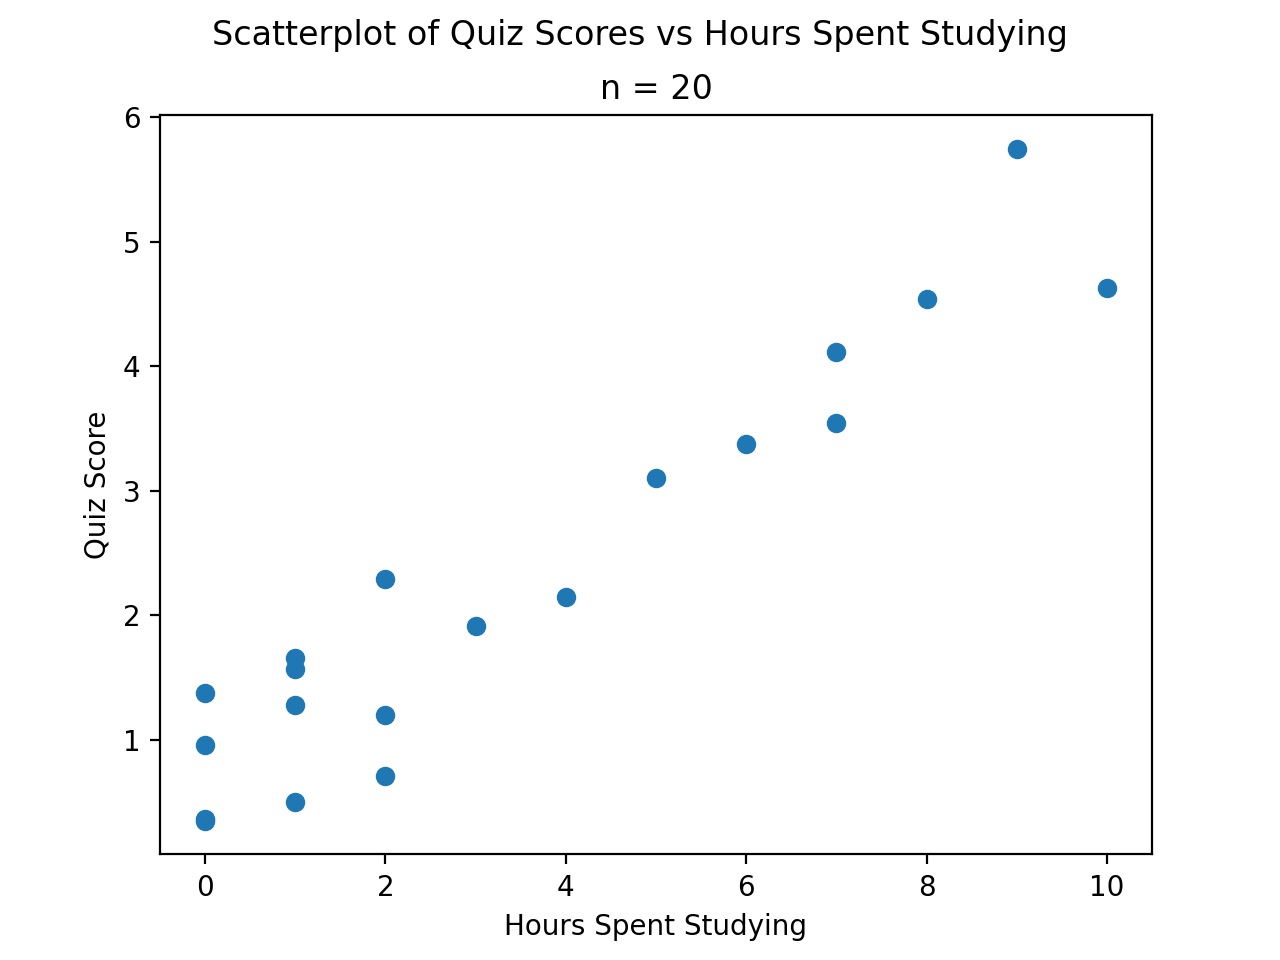 Scatterplot of Quiz Scores vs Hours Spent Studying
n = 20
6
5
4
3
2
1
Quiz Score
0 2 4 6 8 10
Hours Spent Studying